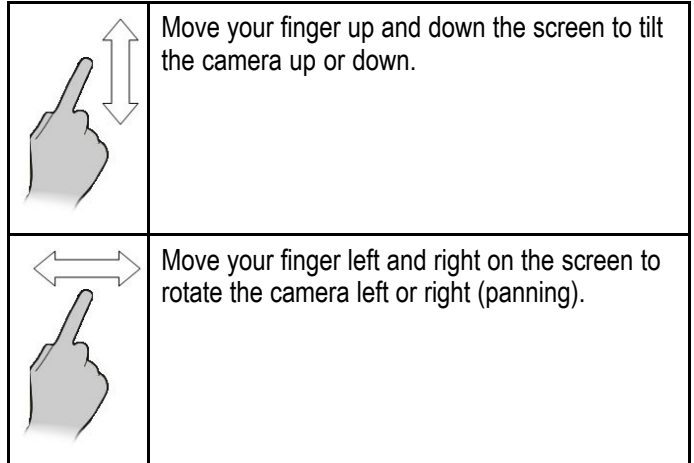 Move your finger up and down the screen to tilt
the camera up or down.
Move your finger left and right on the screen to
rotate the camera left or right (panning).